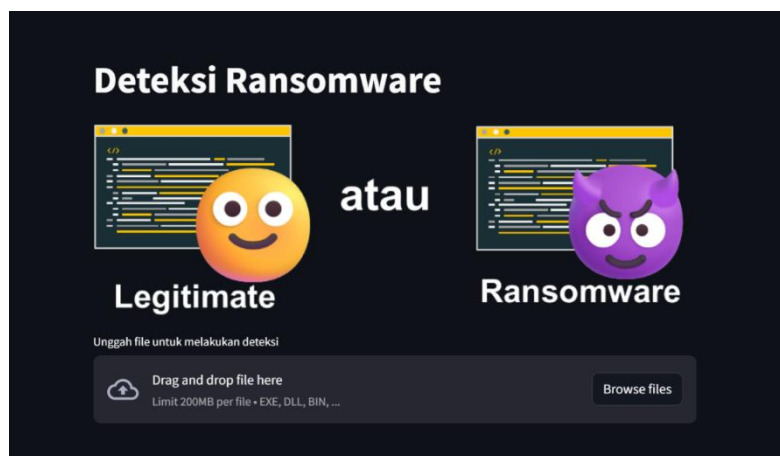 Deteksi Ransomware
</>
</>
atau
Legitimate
Ransomware
Unggah file untuk melakukan deteksi
Drag and drop file here
Limit 200MB per file • EXE, DLL, BIN, ...
Browse files